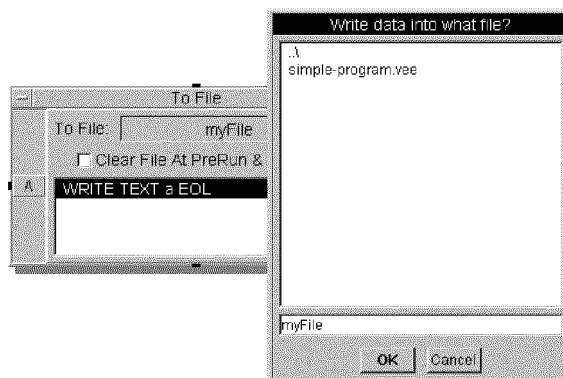 To File
To File:
myFile
Clear File At PreRun &
A
WRITE TEXT a EOL
Write data into what file?
..\
simple-program.vee
myFile
OK
Cancel